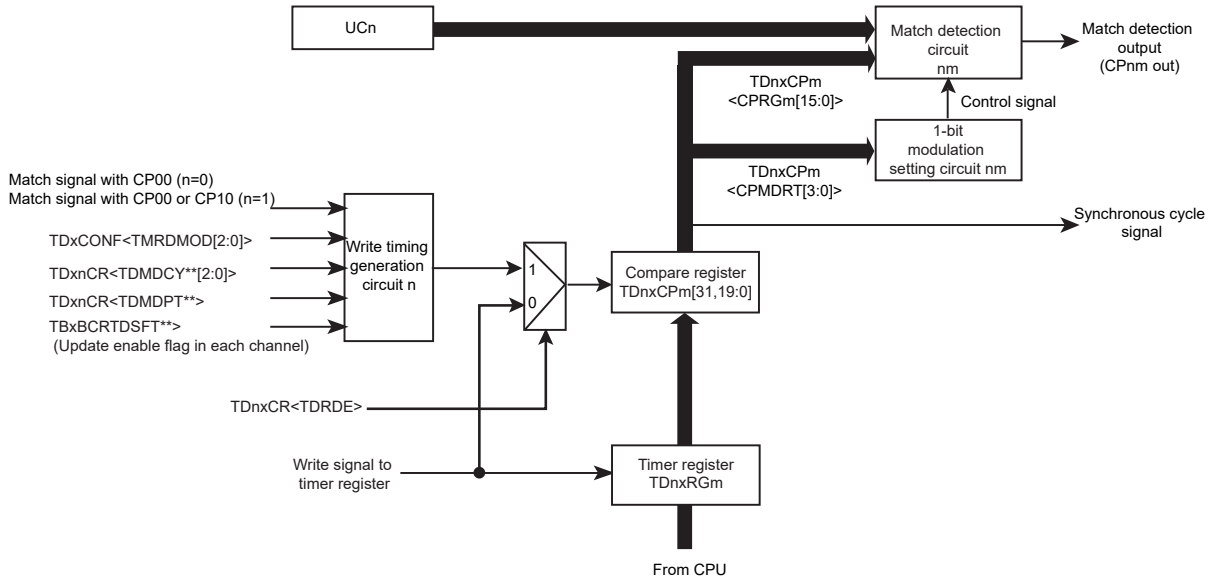 UCn
Match detection
circuit
nm
Match detection
output
(CPnm out)
TDnxCPm
<CPRGm[15:0]>
Control signal
1-bit
modulation
setting circuit nm
TDnxCPm
<CPMDRT[3:0]>
Match signal with CP00 (n=0)
Match signal with CP00 or CP10 (n=1)
Synchronous cycle
signal
TDxCONF<TMRDMOD[2:0]>
TDxnCR<TDMDCY**[2:0]>
TDxnCR<TDMDPT**>
TBxBCRTDSFT**>
(Update enable flag in each channel)
Write timing
generation
circuit n
1
0
Compare register
TDnxCPm[31,19:0]
TDnxCR<TDRDE>
Write signal to
timer register
Timer register
TDnxRGm
From CPU